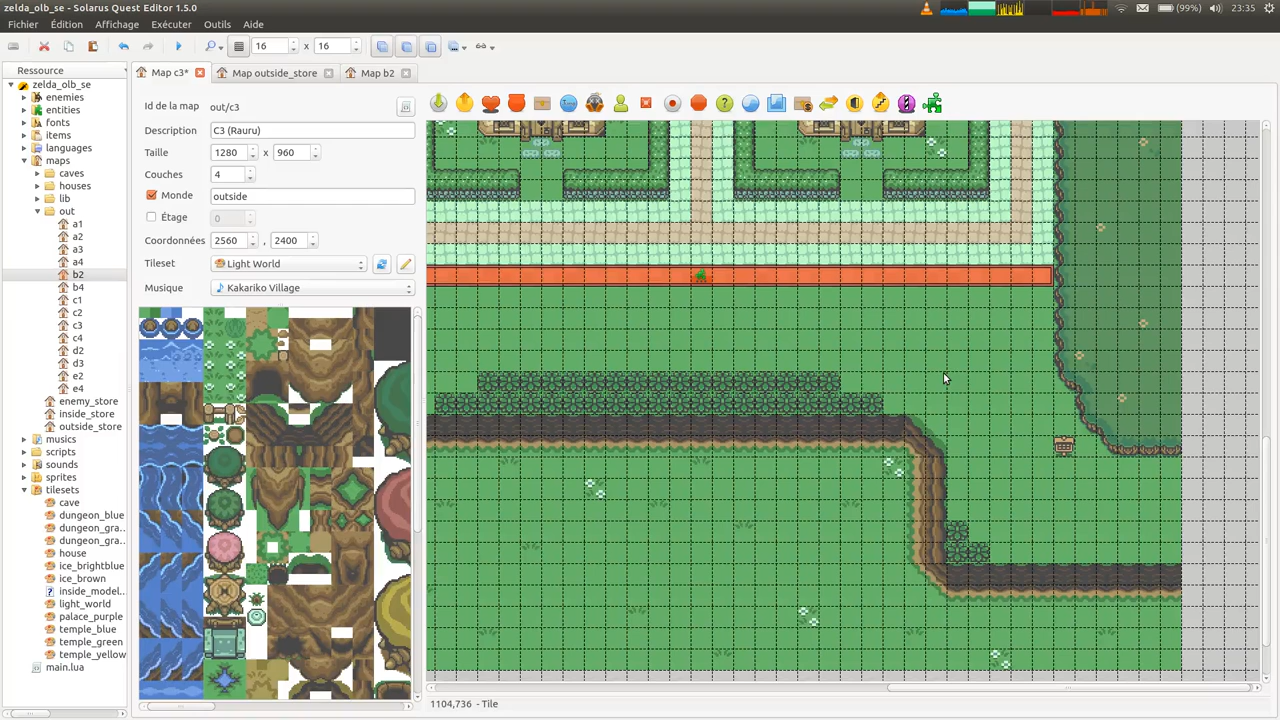 zelda_olb_se - Solarus Quest Editor 1.5.0
(99%) 23:35
Fichier Édition Affichage Exécuter Outils Aide
16 x 16
Ressource
zelda_olb_se
enemies
entities
fonts
items
languages
maps
caves
houses
lib
out
a1
a2
a3
a4
b2
b4
c1
c2
c3
c4
d2
d3
e2
e4
enemy_store
inside_store
outside_store
musics
scripts
sounds
sprites
tilesets
cave
dungeon_blue
dungeon_gra...
dungeon_gra...
house
ice_brightblue
ice_brown
inside_model...
light_world
palace_purple
temple_blue
temple_green
temple_yellow
main.lua
Map c3* Map outside_store Map b2
Id de la map out/c3
Description C3 (Rauru)
Taille 1280 x 960
Couches 4
Monde outside
Étage 0
Coordonnées 2560 , 2400
Tileset Light World
Musique Kakariko Village
1104,736 - Tile